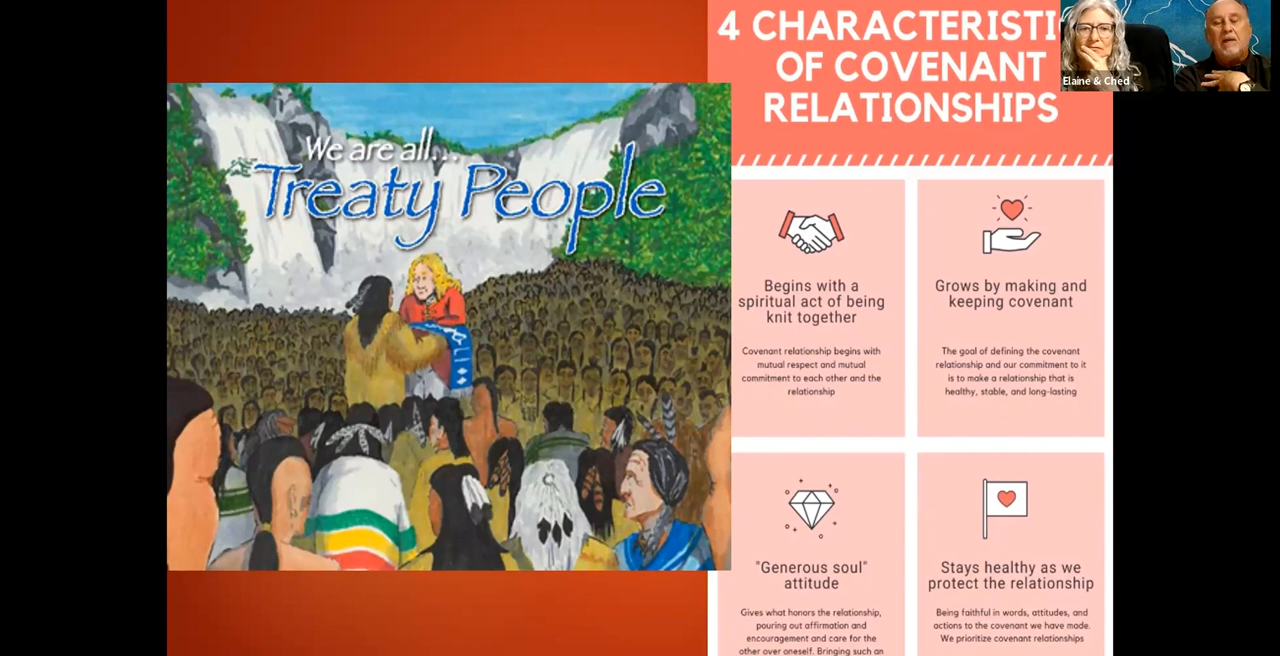 We are all...
Treaty People
4 CHARACTERISTI
OF COVENANT
RELATIONSHIPS
Elaine & Ched
Begins with a
spiritual act of being
knit together
Covenant relationship begins with
mutual respect and mutual
commitment to each other and the
relationship
Grows by making and
keeping covenant
The goal of defining the covenant
relationship and our commitment to it
is to make a relationship that is
healthy, stable, and long-lasting
"Generous soul"
attitude
Gives what honors the relationship,
pouring out affirmation and
encouragement and care for the
other over oneself. Bringing such an
Stays healthy as we
protect the relationship
Being faithful in words, attitudes, and
actions to the covenant we have made.
We prioritize covenant relationships